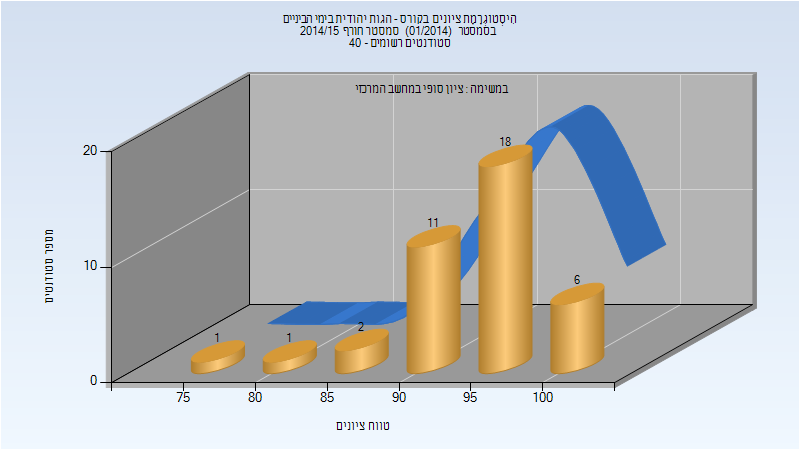 היסטוגרמת ציונים בקורס - הגות יהודית בימי הביניים
בסמסטר (01/2014) סמסטר חורף 2014/15
סטודנטים רשומים - 40
במשימה : ציון סופי במחשב המרכזי
20
10
0
מספר סטודנטים
1
1
2
11
18
6
75
80
85
90
95
100
טווח ציונים